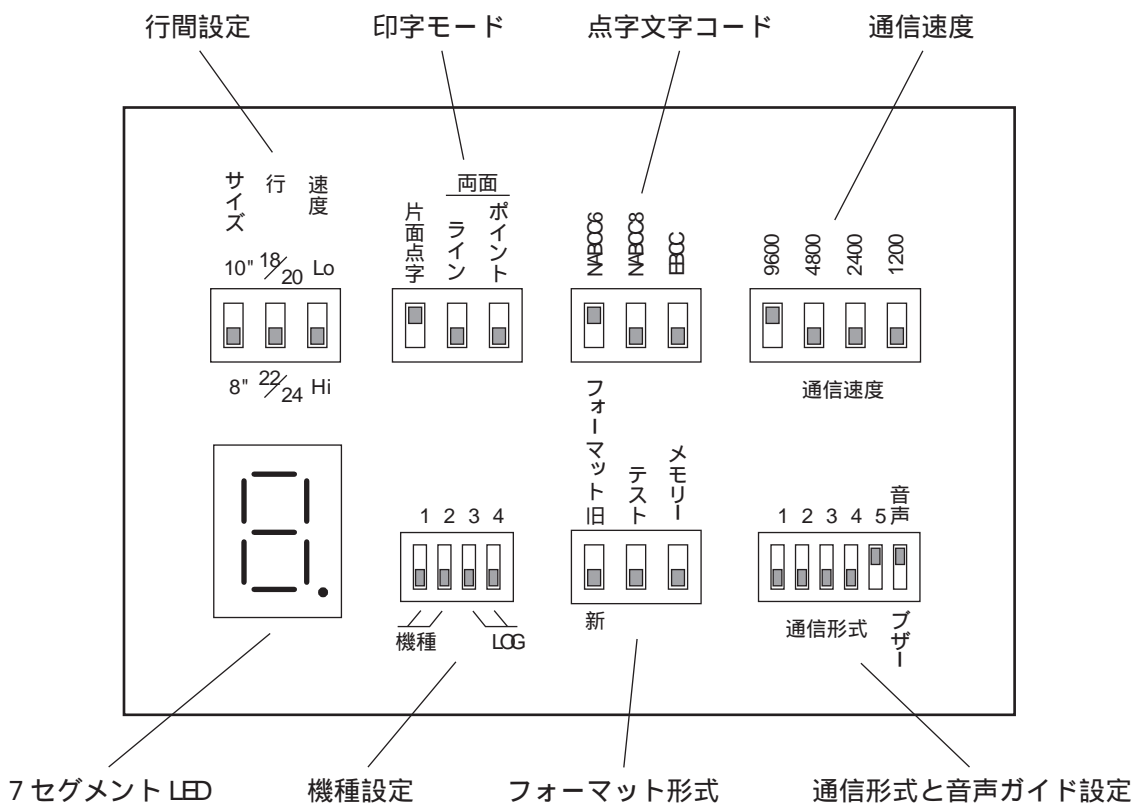 行間設定 印字モード 点字文字コード 通信速度
サイズ 行 速度
10" 18/20 Lo
8" 22/24 Hi
両面
片面点字 ライン ポイント
NABCC6 NABCC8 EBCC
9600 4800 2400 1200
通信速度
8.
1 2 3 4
機種 LOG
フォーマット旧 テスト メモリー
新
1 2 3 4 5 音声
通信形式 ブザー
7セグメント LED 機種設定 フォーマット形式 通信形式と音声ガイド設定